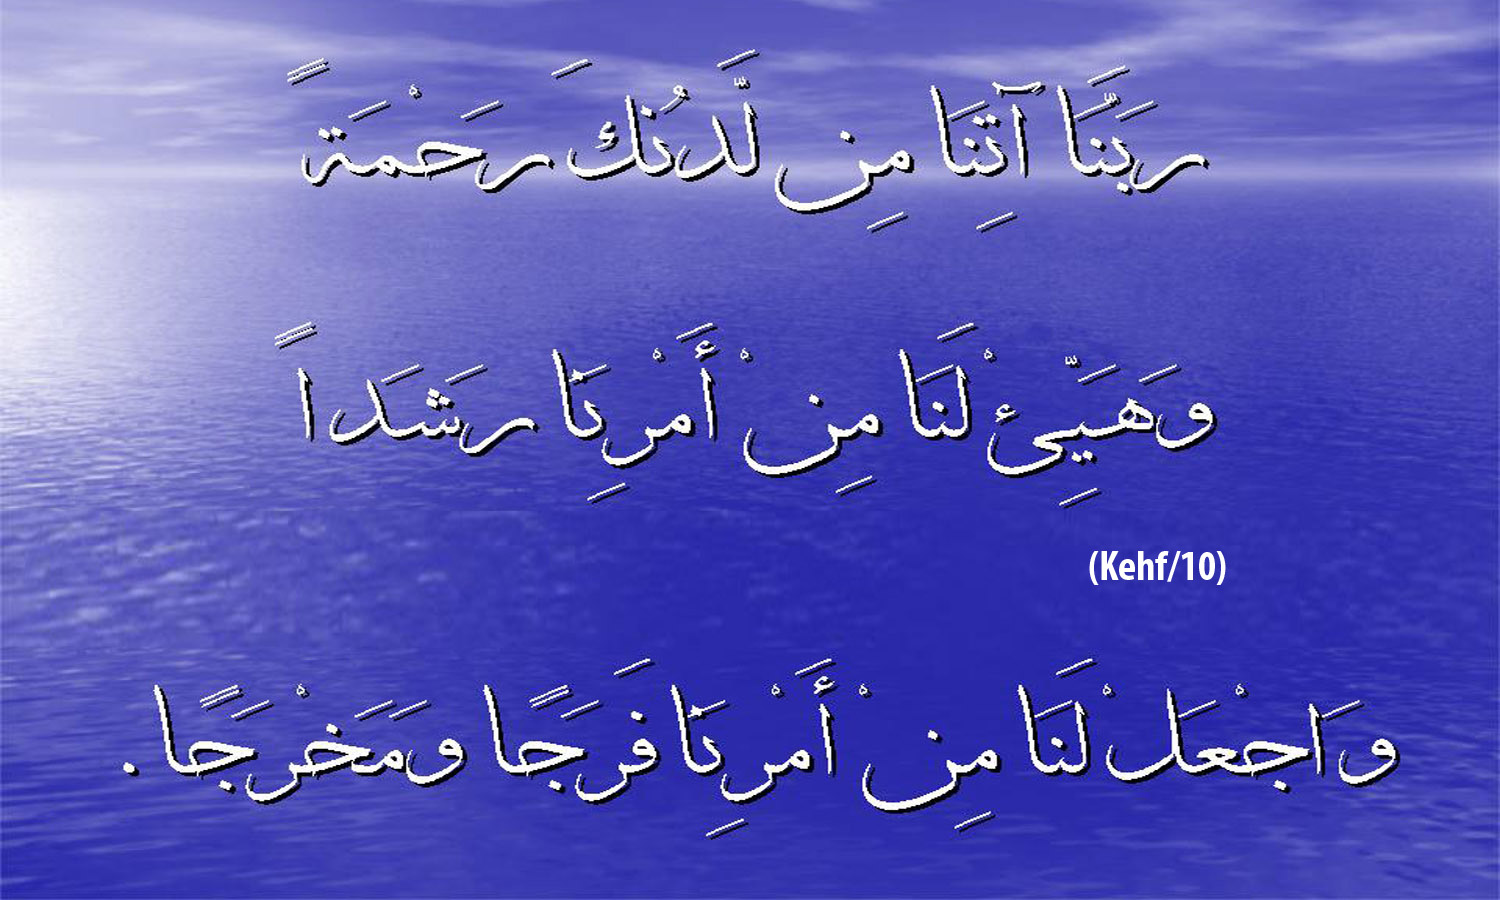 رَبَّنَا آتِنَا مِن لَّدُنكَ رَحْمَةً
وَهَيِّئْ لَنَا مِنْ أَمْرِنَا رَشَداً
(Kehf/10)
وَاجْعَلْ لَنَا مِنْ أَمْرِنَا فَرَجًا وَمَخْرَجًا.